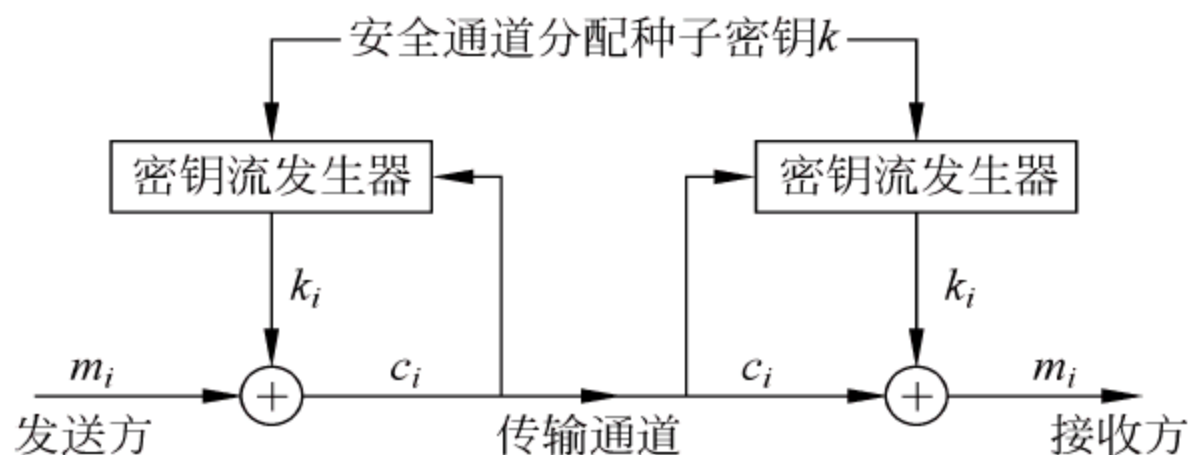 安全通道分配种子密钥k
密钥流发生器 密钥流发生器
kᵢ kᵢ
mᵢ cᵢ cᵢ mᵢ
发送方 传输通道 接收方